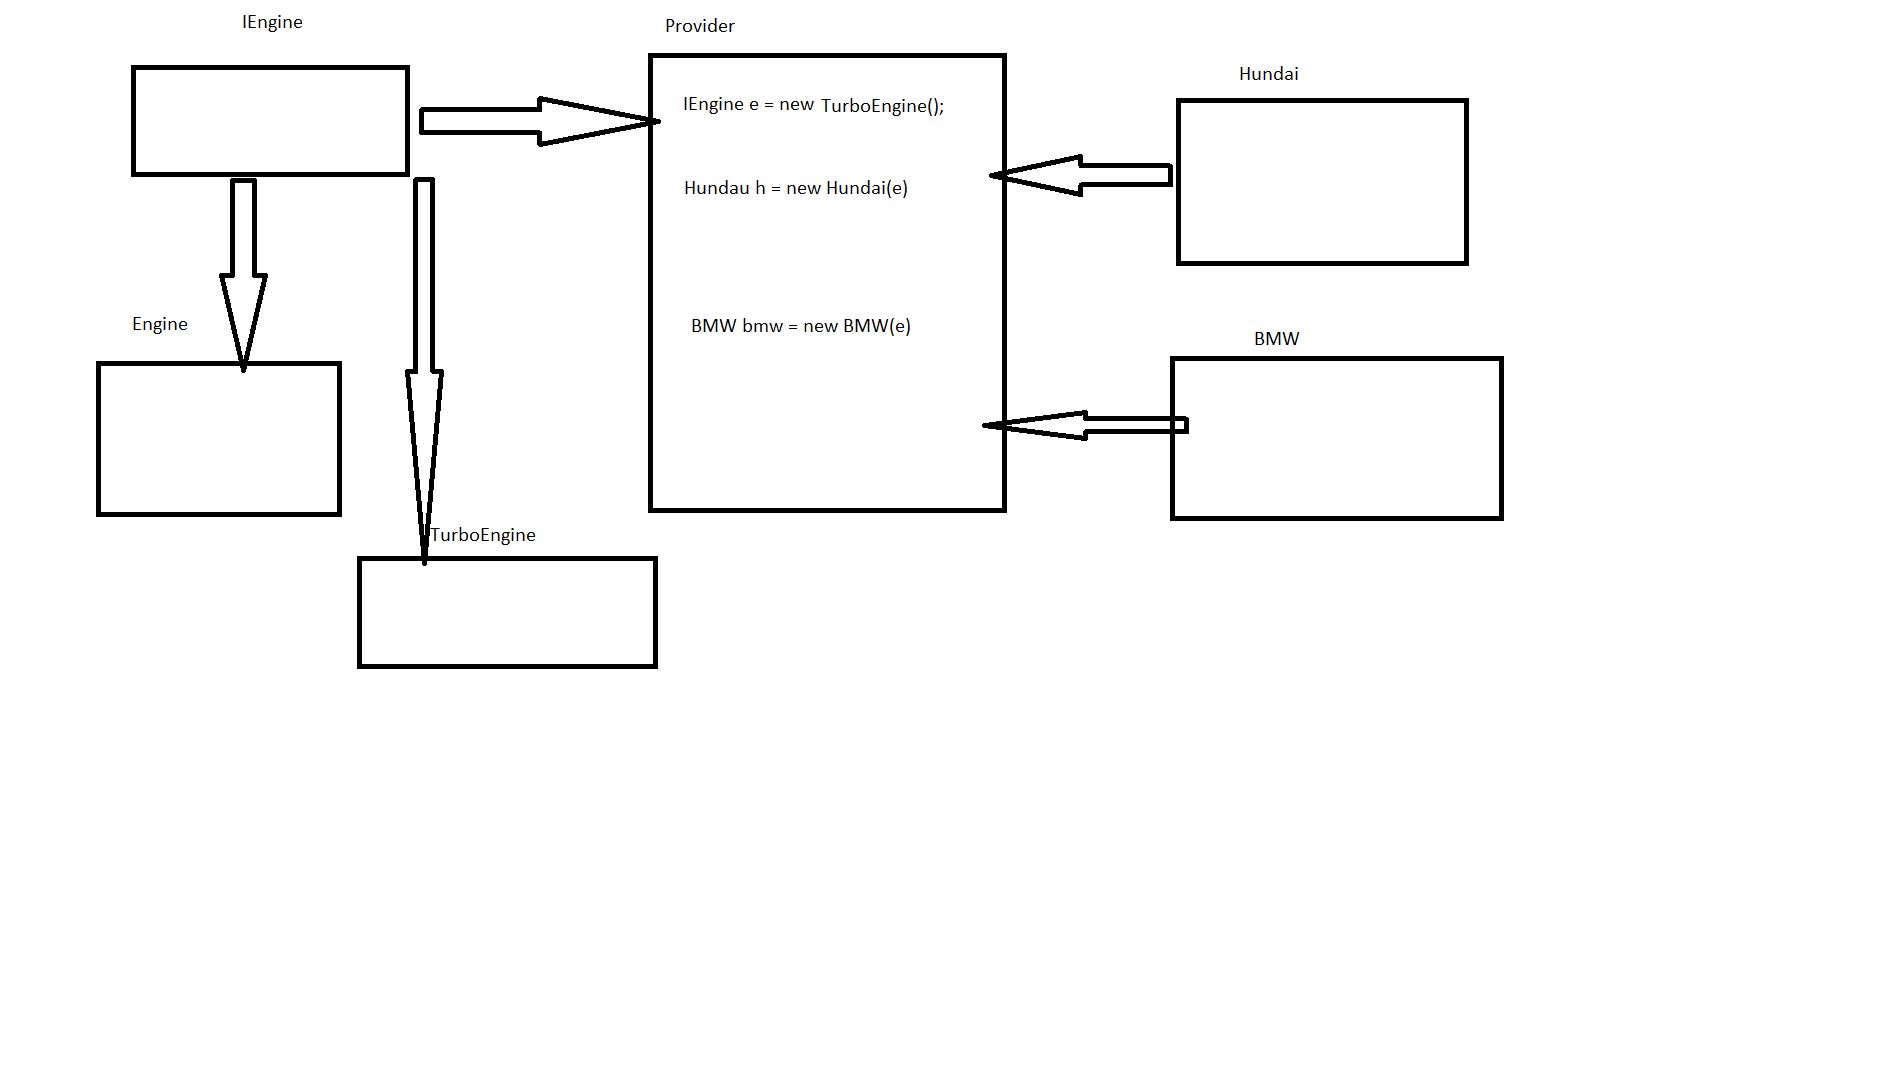 IEngine
Provider
Hundai
IEngine e = new TurboEngine();
Hundau h = new Hundai(e)
Engine
BMW bmw = new BMW(e)
BMW
TurboEngine